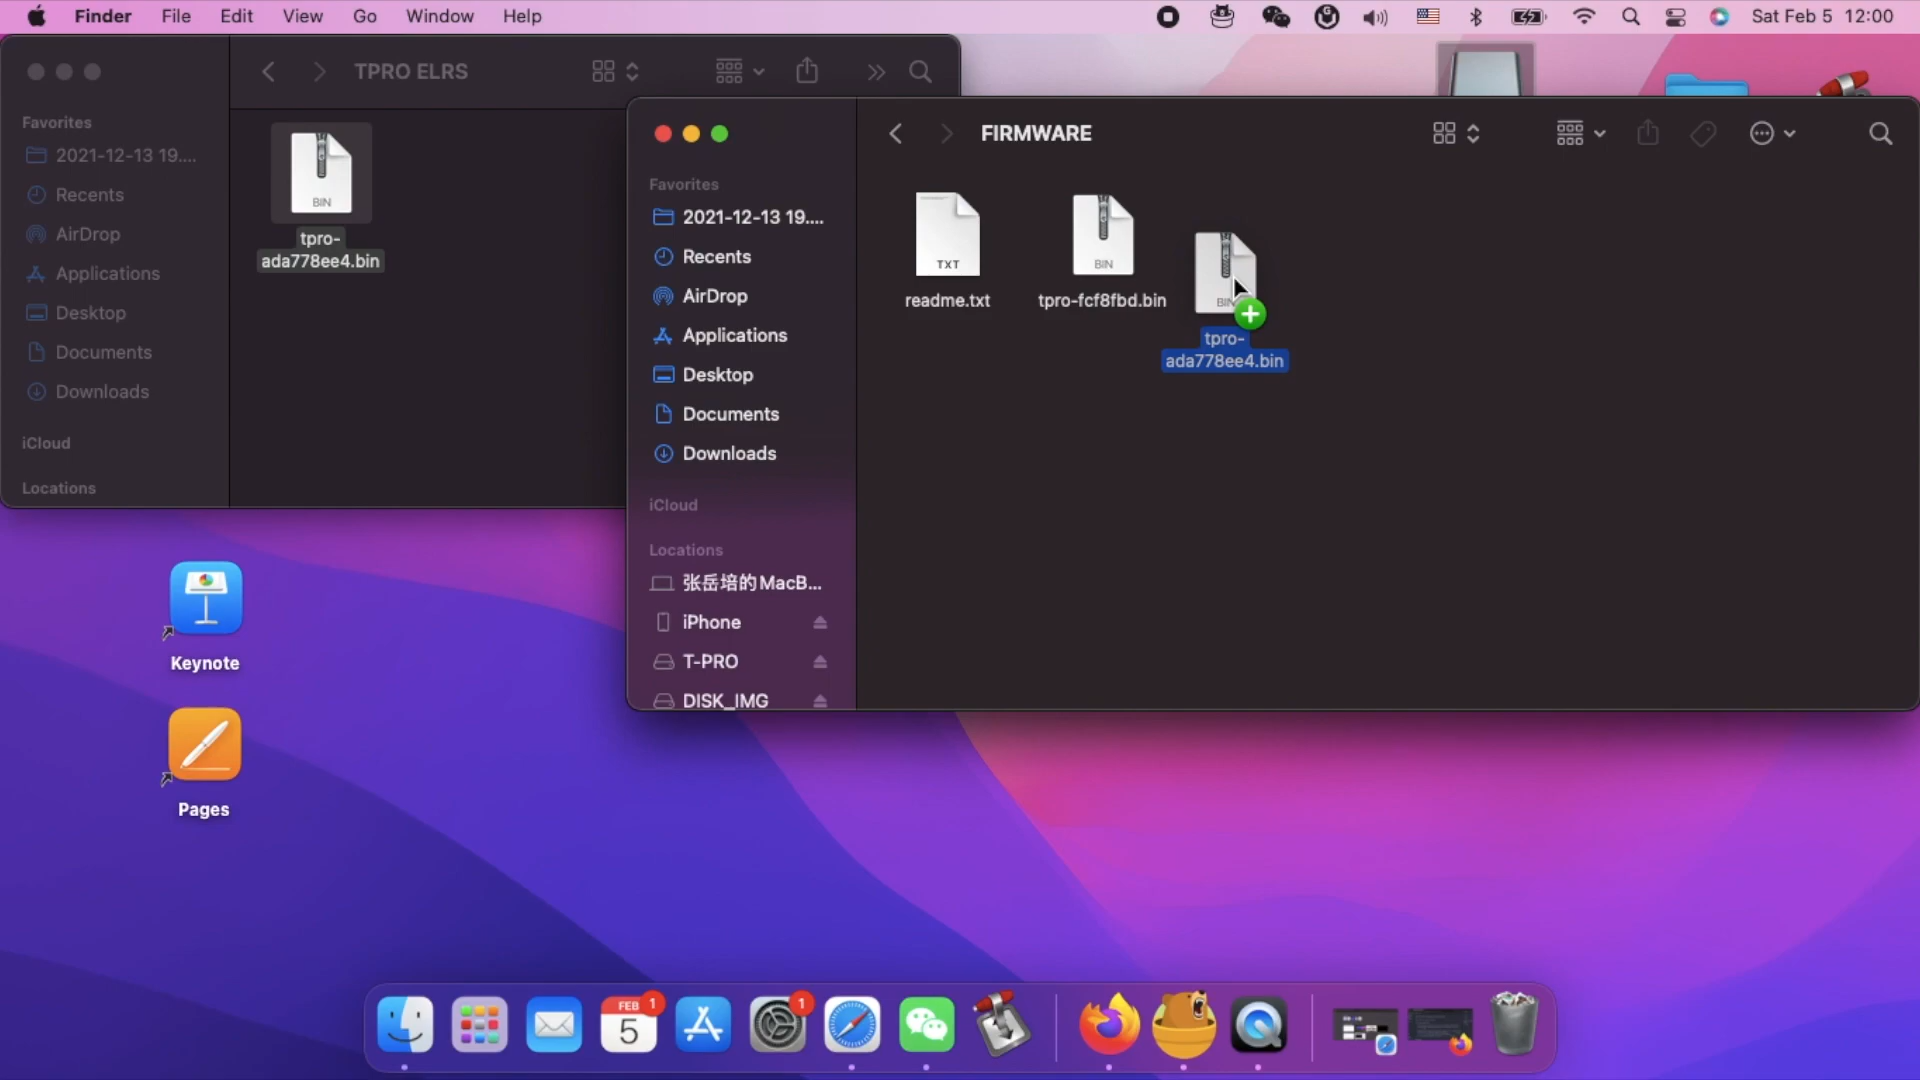 Finder File Edit View Go Window Help Sat Feb 5 12:00
TPRO ELRS
Favorites
2021-12-13 19....
Recents
AirDrop
Applications
Desktop
Documents
Downloads
iCloud
Locations
BIN
tpro-
ada778ee4.bin
FIRMWARE
Favorites
2021-12-13 19....
Recents
AirDrop
Applications
Desktop
Documents
Downloads
iCloud
Locations
张岳培的MacB...
iPhone
T-PRO
DISK_IMG
TXT
readme.txt
BIN
tpro-fcf8fbd.bin
BIN
tpro-
ada778ee4.bin
Keynote
Pages
FEB
5
1
1